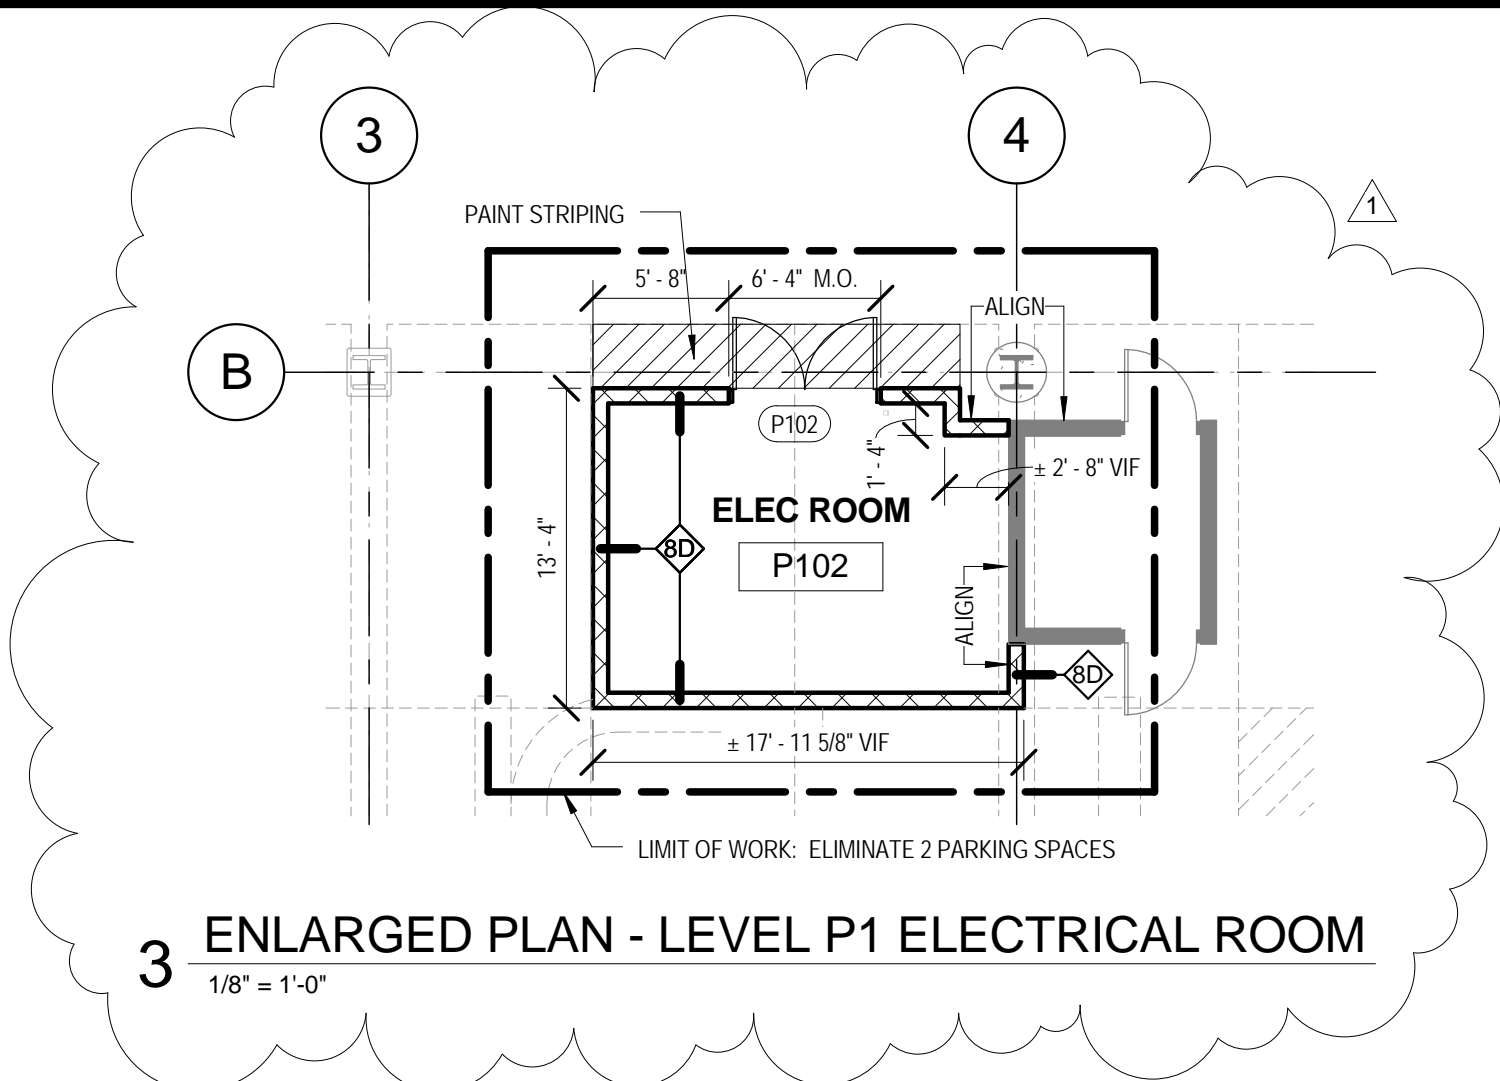 3
4
1
PAINT STRIPING
5' - 8"
6' - 4" M.O.
ALIGN
B
P102
1' - 4"
± 2' - 8" VIF
ELEC ROOM
P102
13' - 4"
8D
ALIGN
8D
± 17' - 11 5/8" VIF
LIMIT OF WORK: ELIMINATE 2 PARKING SPACES
3 ENLARGED PLAN - LEVEL P1 ELECTRICAL ROOM
1/8" = 1'-0"